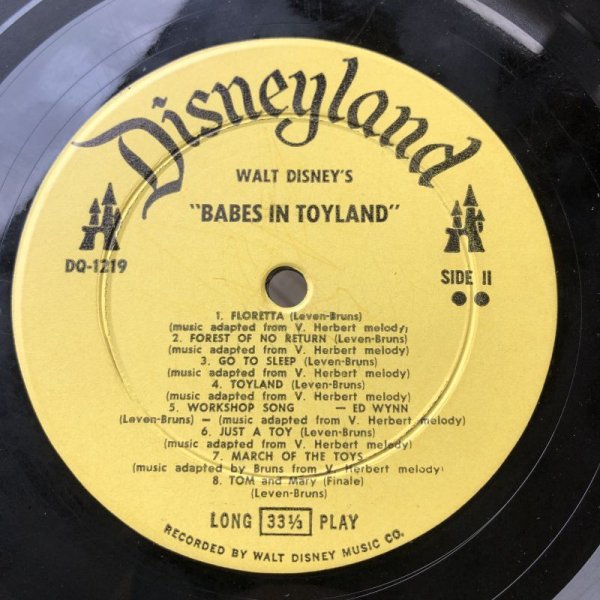 Disneyland
WALT DISNEY'S
"BABES IN TOYLAND"
DQ-1219
SIDE II
1. FLORETTA (Leven-Bruns)
(music adapted from V. Herbert melody)
2. FOREST OF NO RETURN (Leven-Bruns)
(music adapted from V. Herbert melody)
3. GO TO SLEEP (Leven-Bruns)
(music adapted from V. Herbert melody)
4. TOYLAND (Leven-Bruns)
(music adapted from V. Herbert melody)
5. WORKSHOP SONG — ED WYNN
(Leven-Bruns) — (music adapted from V. Herbert melody)
6. JUST A TOY (Leven-Bruns)
(music adapted from V. Herbert melody)
7. MARCH OF THE TOYS
(music adapted by Bruns from V. Herbert melody)
8. TOM and Mary (Finale)
(Leven-Bruns)
LONG 33⅓ PLAY
RECORDED BY WALT DISNEY MUSIC CO.